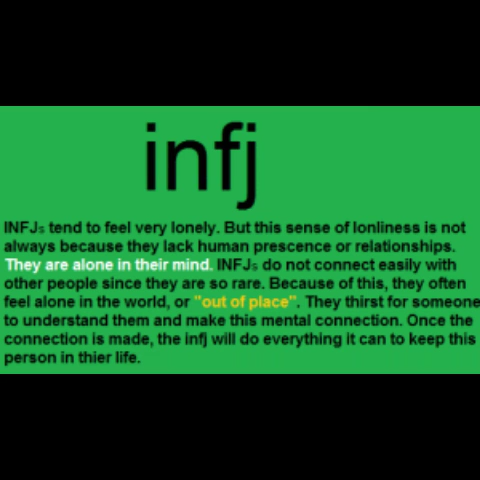 infj
INFJs tend to feel very lonely. But this sense of lonliness is not
always because they lack human prescence or relationships.
They are alone in their mind. INFJs do not connect easily with
other people since they are so rare. Because of this, they often
feel alone in the world, or "out of place". They thirst for someone
to understand them and make this mental connection. Once the
connection is made, the infj will do everything it can to keep this
person in thier life.